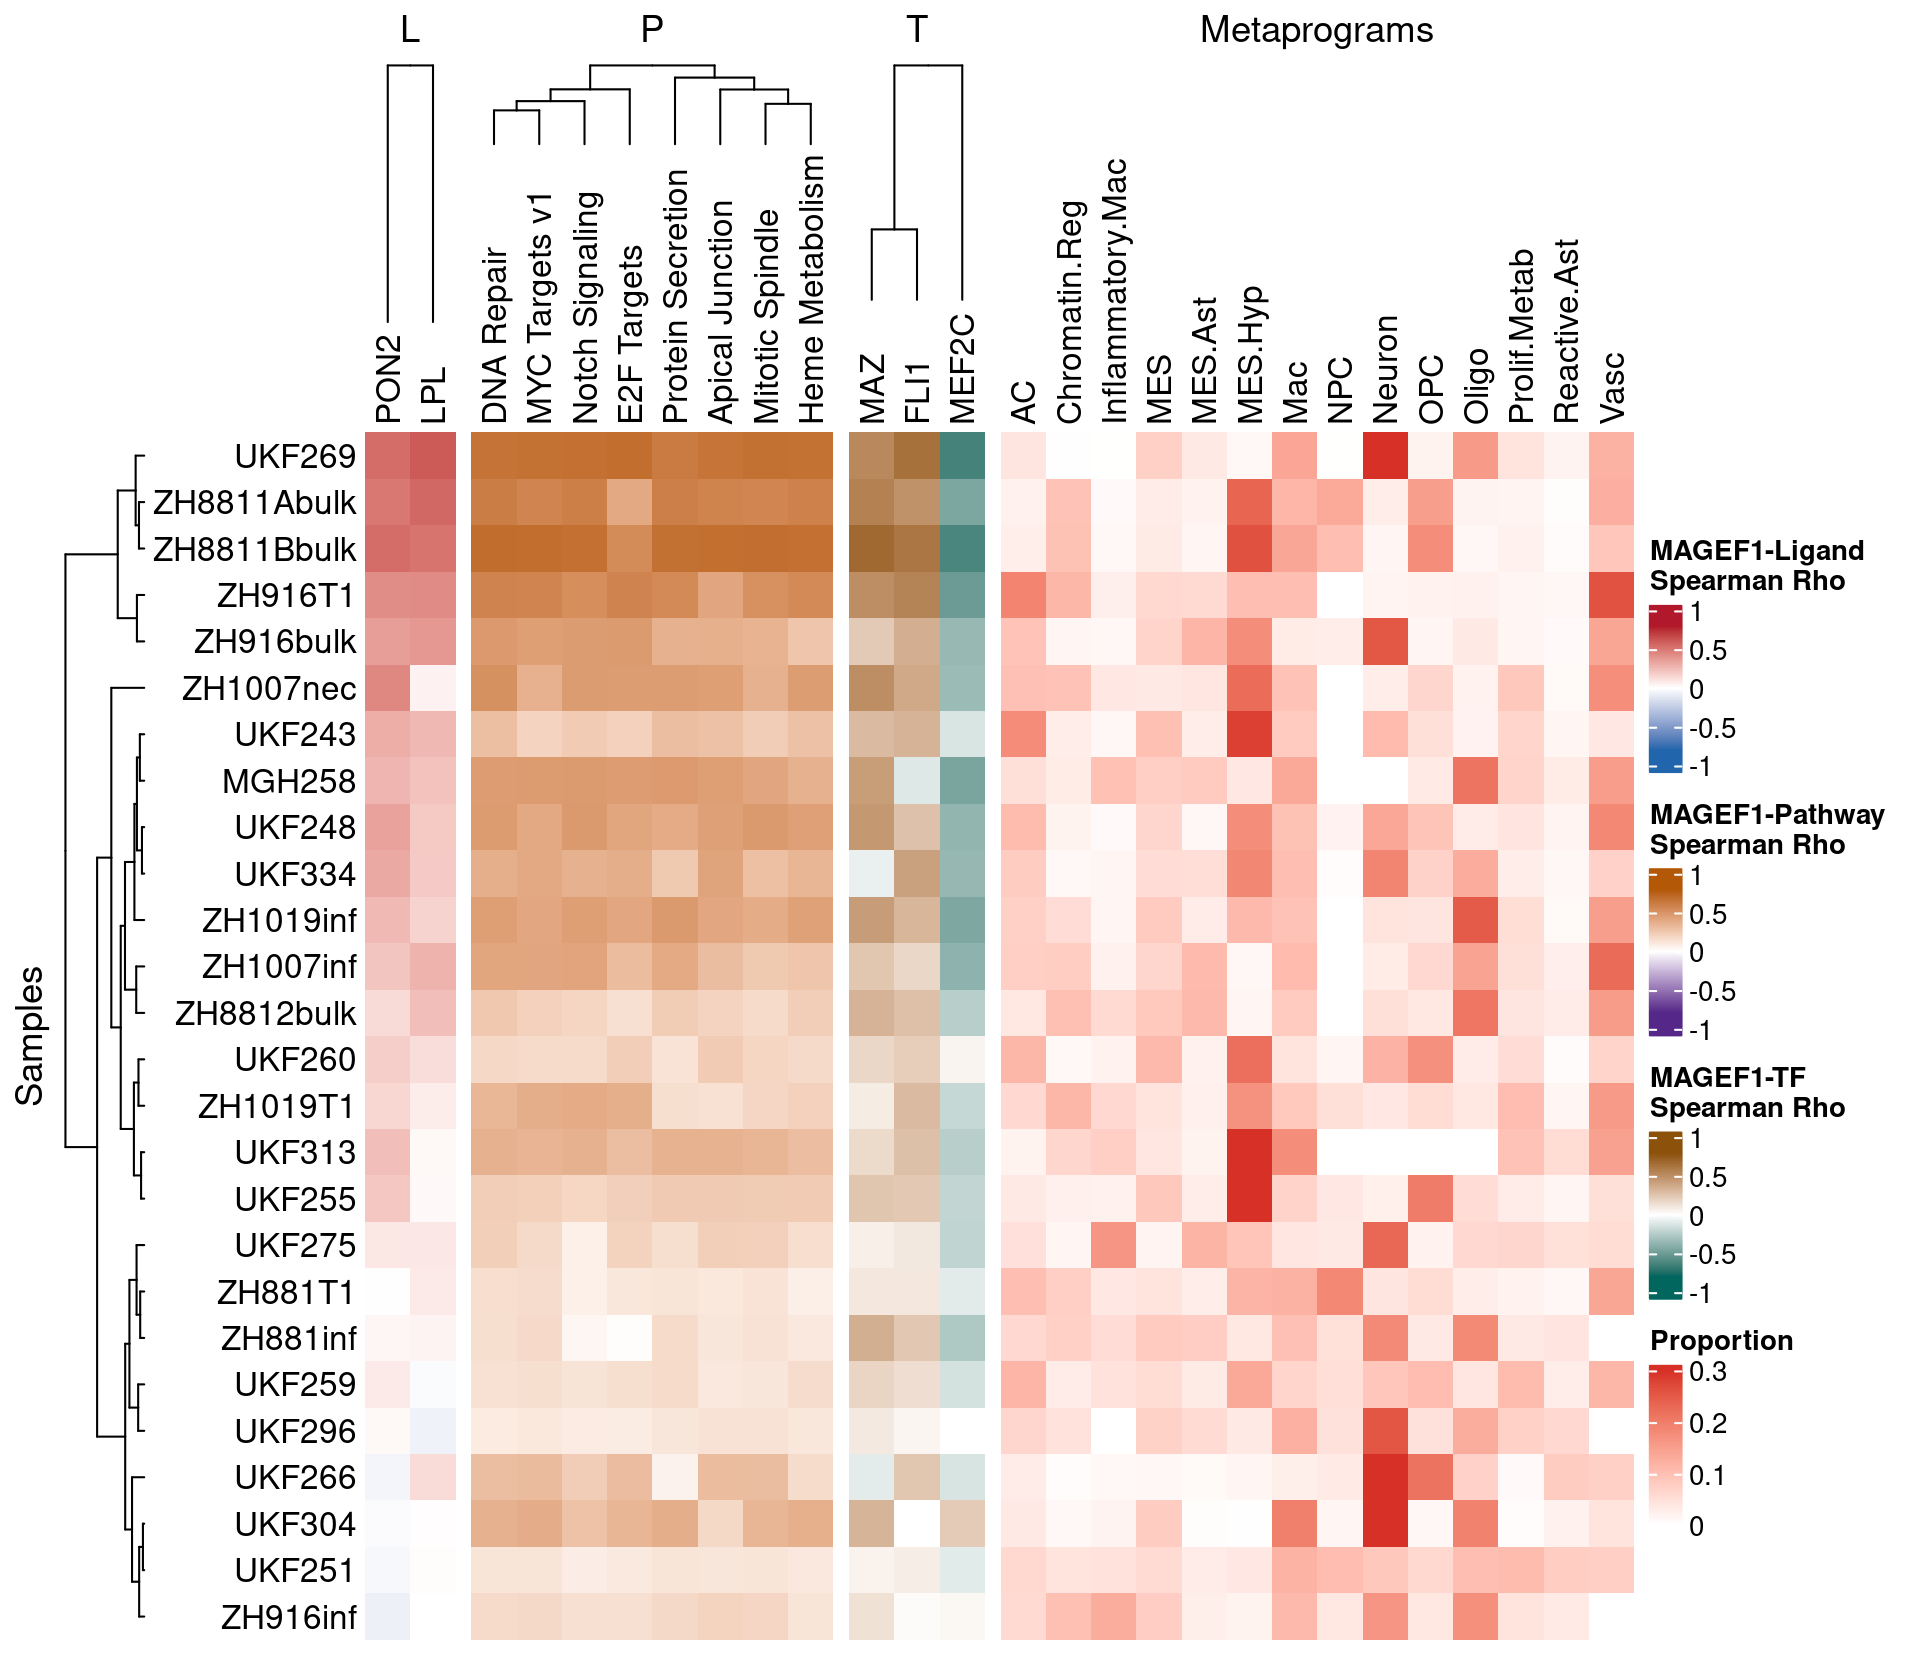 L
P
T
Metaprograms
PON2
LPL
DNA Repair
MYC Targets v1
Notch Signaling
E2F Targets
Protein Secretion
Apical Junction
Mitotic Spindle
Heme Metabolism
MAZ
FLI1
MEF2C
AC
Chromatin.Reg
Inflammatory.Mac
MES
MES.Ast
MES.Hyp
Mac
NPC
Neuron
OPC
Oligo
Prolif.Metab
Reactive.Ast
Vasc
Samples
UKF269
ZH8811Abulk
ZH8811Bbulk
ZH916T1
ZH916bulk
ZH1007nec
UKF243
MGH258
UKF248
UKF334
ZH1019inf
ZH1007inf
ZH8812bulk
UKF260
ZH1019T1
UKF313
UKF255
UKF275
ZH881T1
ZH881inf
UKF259
UKF296
UKF266
UKF304
UKF251
ZH916inf
MAGEF1-Ligand
Spearman Rho
1
0.5
0
-0.5
-1
MAGEF1-Pathway
Spearman Rho
1
0.5
0
-0.5
-1
MAGEF1-TF
Spearman Rho
1
0.5
0
-0.5
-1
Proportion
0.3
0.2
0.1
0